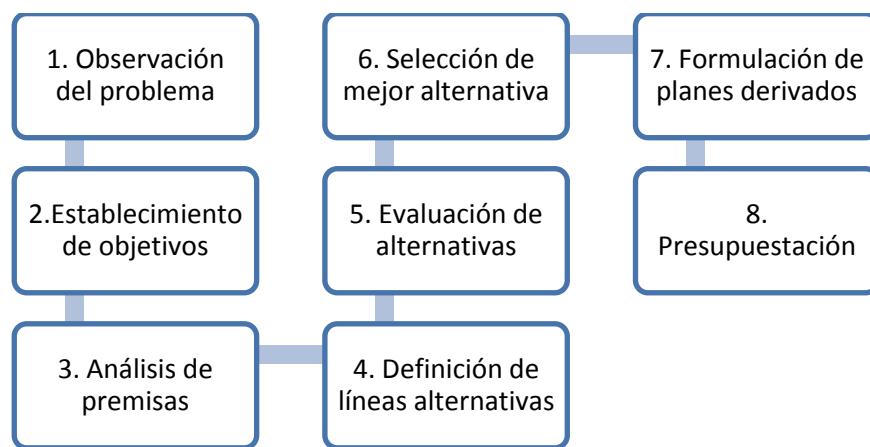 1. Observación
del problema
2.Establecimiento
de objetivos
3. Análisis de
premisas
4. Definición de
líneas alternativas
5. Evaluación de
alternativas
6. Selección de
mejor alternativa
7. Formulación de
planes derivados
8.
Presupuestación